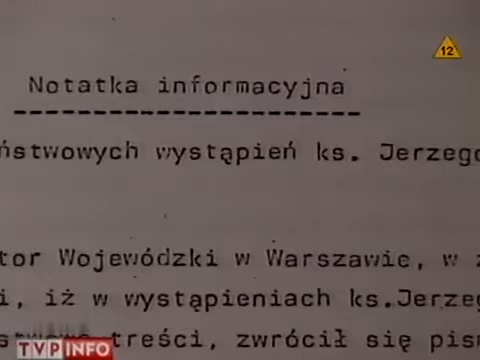 12
Notatka informacyjna
ństwowych wystąpień ks. Jerzego
tor Wojewódzki w Warszawie, w z
i, iż w wystąpieniach ks.Jerzeg
treści, zwrócił się pism
TVP INFO